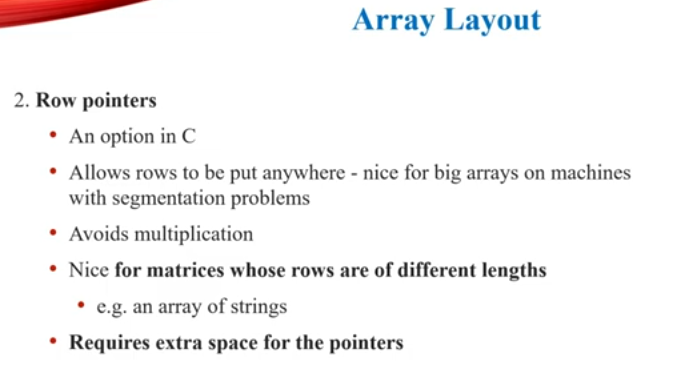 Array Layout
2. Row pointers
• An option in C
• Allows rows to be put anywhere - nice for big arrays on machines
with segmentation problems
• Avoids multiplication
• Nice for matrices whose rows are of different lengths
• e.g. an array of strings
• Requires extra space for the pointers